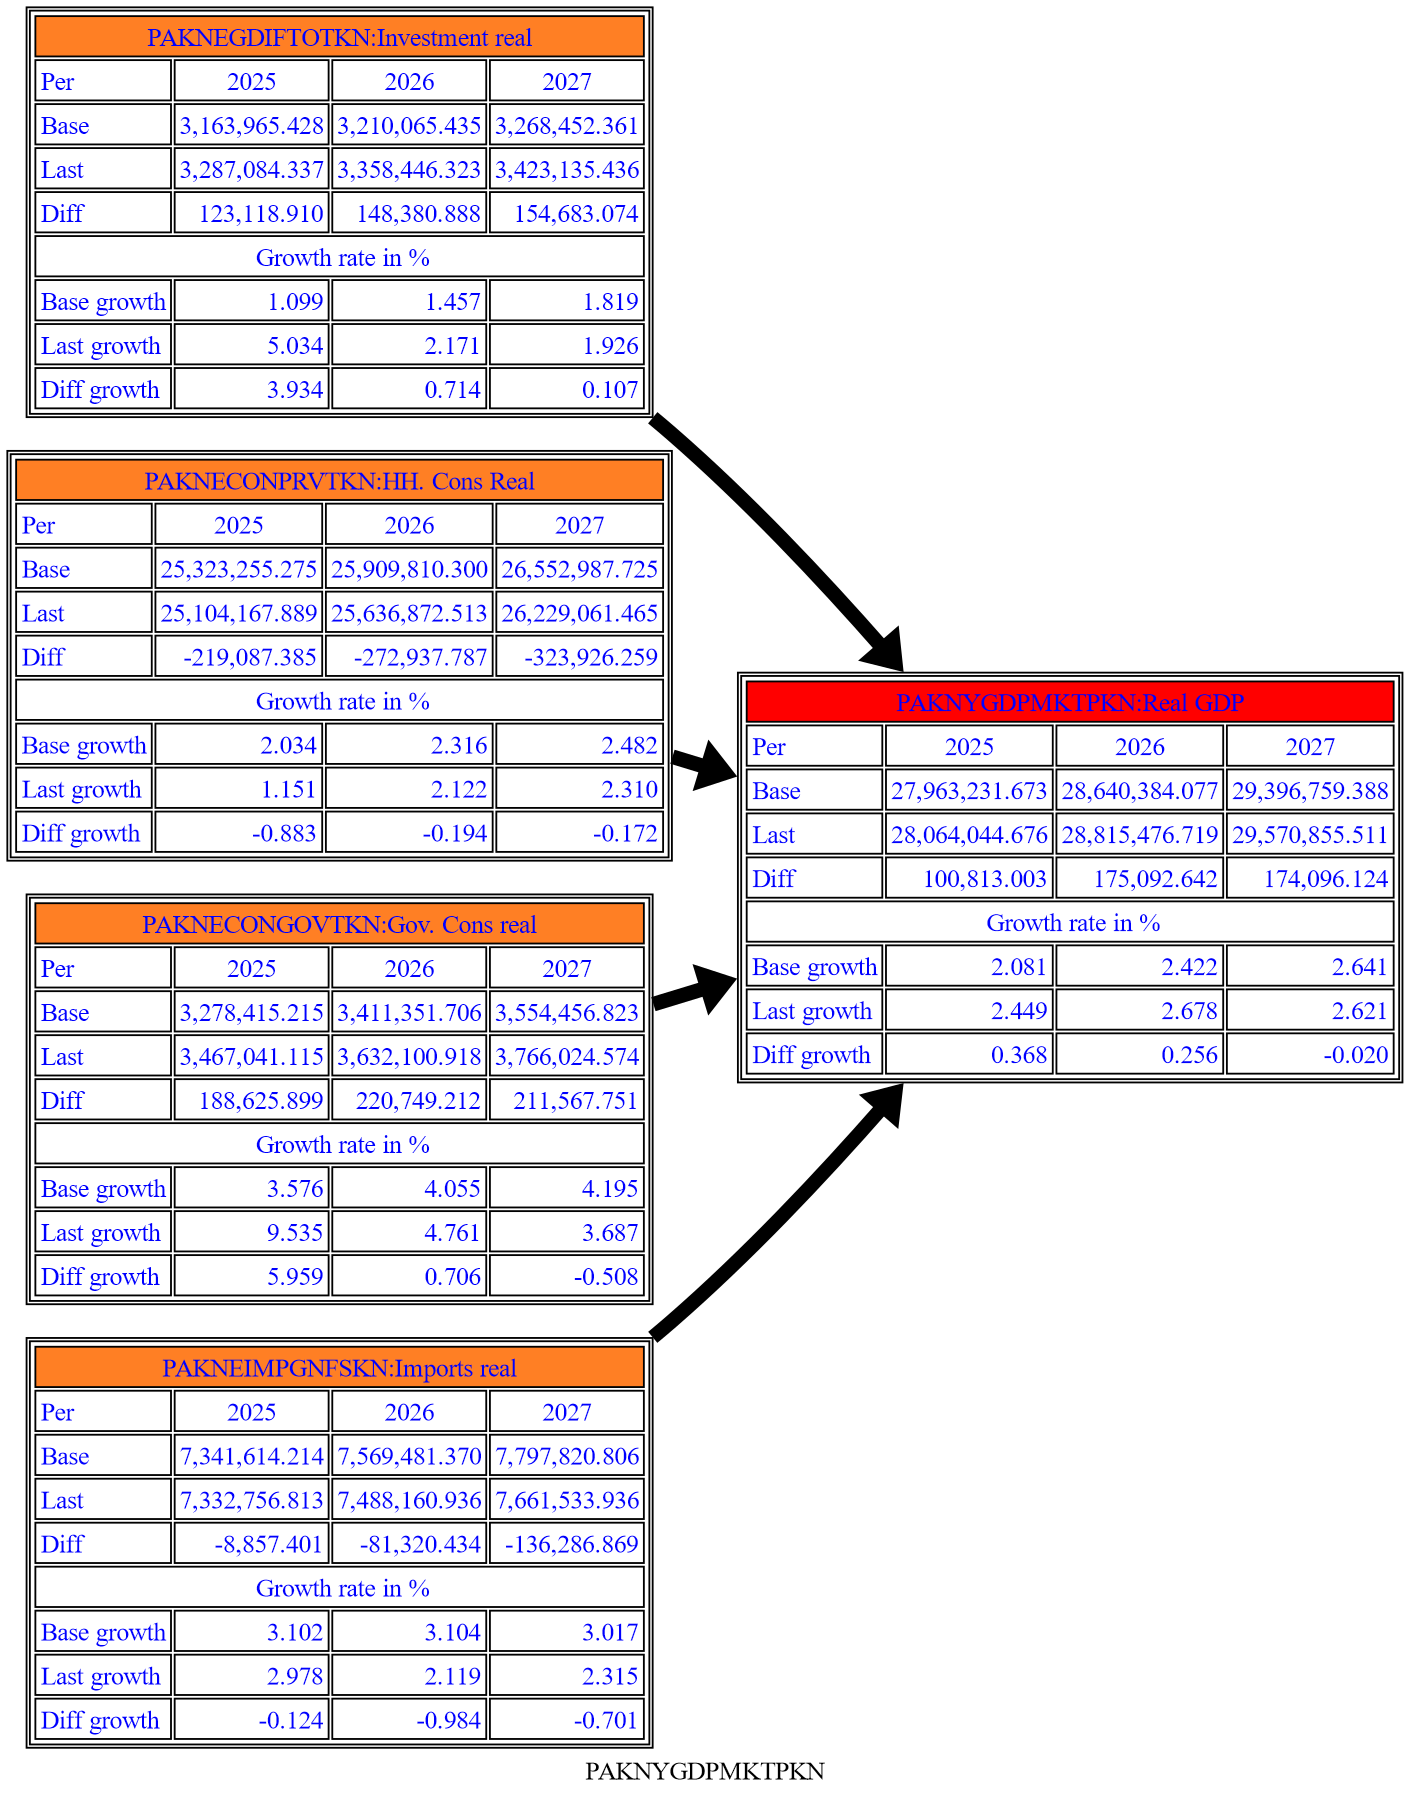 PAKNEGDIFTOTKN:Investment real
Per 2025 2026 2027
Base 3,163,965.428 3,210,065.435 3,268,452.361
Last 3,287,084.337 3,358,446.323 3,423,135.436
Diff 123,118.910 148,380.888 154,683.074
Growth rate in %
Base growth 1.099 1.457 1.819
Last growth 5.034 2.171 1.926
Diff growth 3.934 0.714 0.107
PAKNECONPRVTKN:HH. Cons Real
Per 2025 2026 2027
Base 25,323,255.275 25,909,810.300 26,552,987.725
Last 25,104,167.889 25,636,872.513 26,229,061.465
Diff -219,087.385 -272,937.787 -323,926.259
Growth rate in %
Base growth 2.034 2.316 2.482
Last growth 1.151 2.122 2.310
Diff growth -0.883 -0.194 -0.172
PAKNECONGOVTKN:Gov. Cons real
Per 2025 2026 2027
Base 3,278,415.215 3,411,351.706 3,554,456.823
Last 3,467,041.115 3,632,100.918 3,766,024.574
Diff 188,625.899 220,749.212 211,567.751
Growth rate in %
Base growth 3.576 4.055 4.195
Last growth 9.535 4.761 3.687
Diff growth 5.959 0.706 -0.508
PAKNEIMPGNFSKN:Imports real
Per 2025 2026 2027
Base 7,341,614.214 7,569,481.370 7,797,820.806
Last 7,332,756.813 7,488,160.936 7,661,533.936
Diff -8,857.401 -81,320.434 -136,286.869
Growth rate in %
Base growth 3.102 3.104 3.017
Last growth 2.978 2.119 2.315
Diff growth -0.124 -0.984 -0.701
PAKNYGDPMKTPKN:Real GDP
Per 2025 2026 2027
Base 27,963,231.673 28,640,384.077 29,396,759.388
Last 28,064,044.676 28,815,476.719 29,570,855.511
Diff 100,813.003 175,092.642 174,096.124
Growth rate in %
Base growth 2.081 2.422 2.641
Last growth 2.449 2.678 2.621
Diff growth 0.368 0.256 -0.020
PAKNYGDPMKTPKN